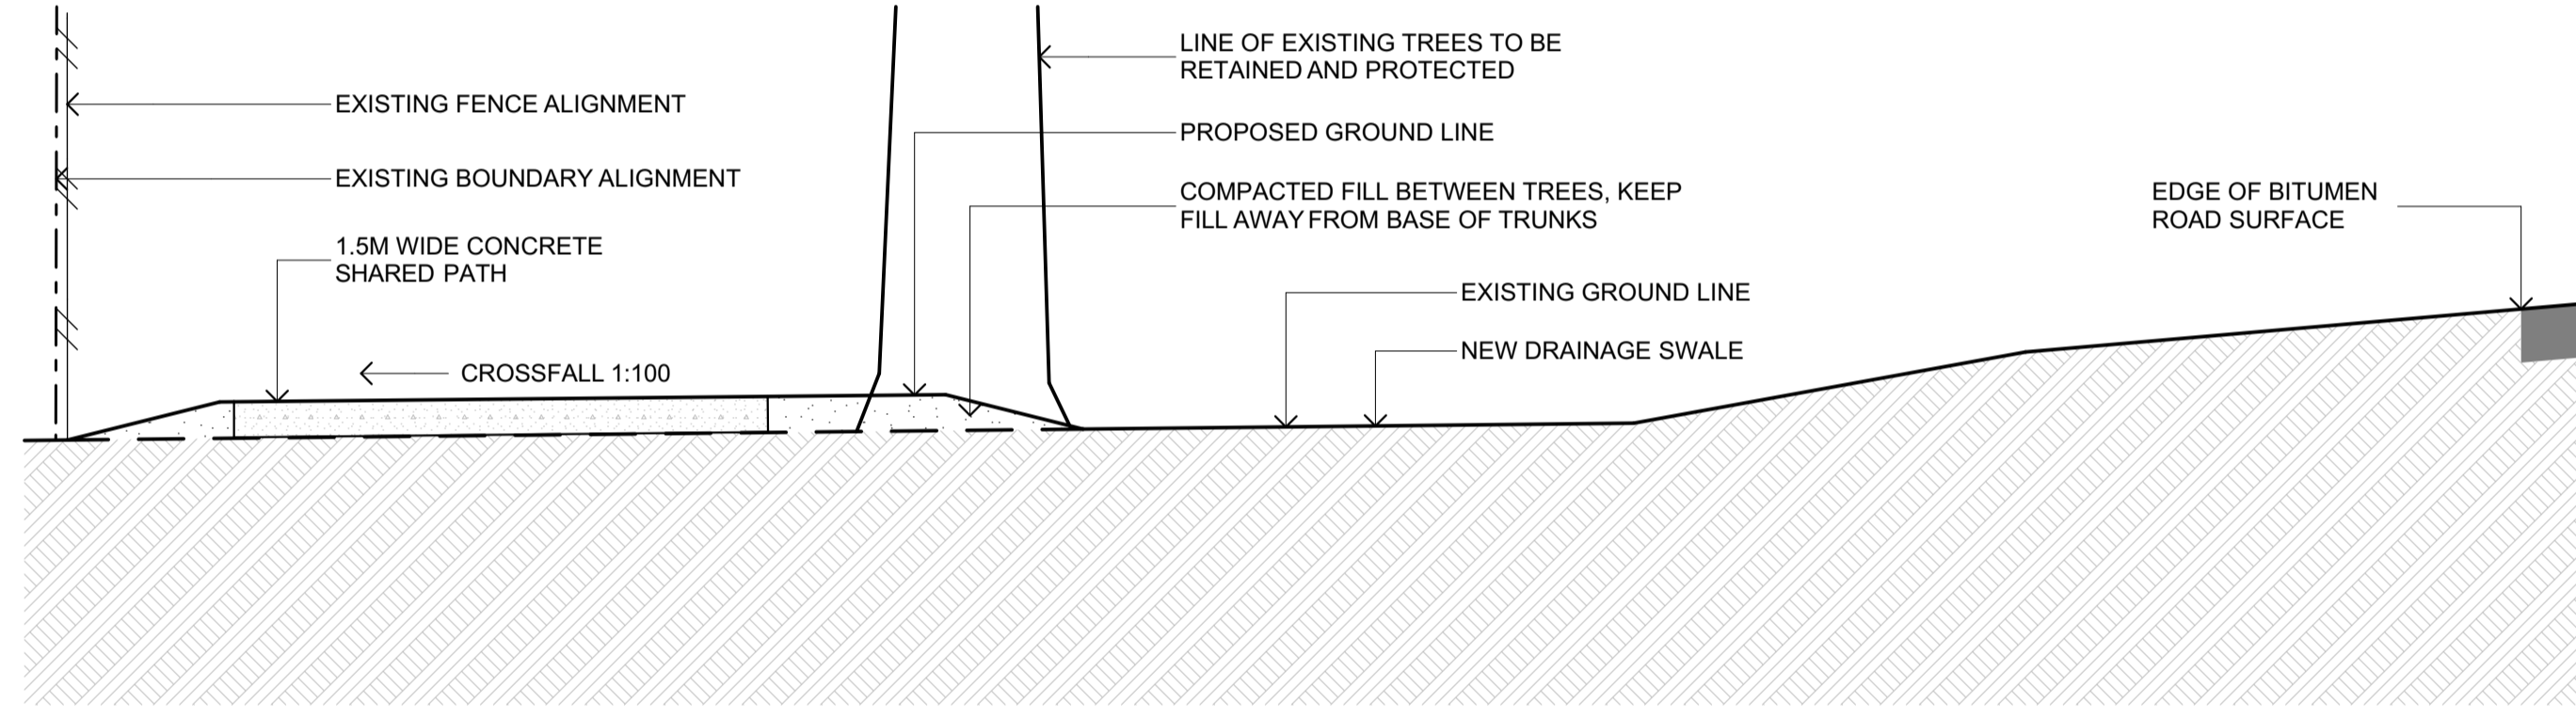 LINE OF EXISTING TREES TO BE
RETAINED AND PROTECTED
EXISTING FENCE ALIGNMENT
PROPOSED GROUND LINE
EXISTING BOUNDARY ALIGNMENT
COMPACTED FILL BETWEEN TREES, KEEP
FILL AWAY FROM BASE OF TRUNKS
EDGE OF BITUMEN
ROAD SURFACE
1.5M WIDE CONCRETE
SHARED PATH
EXISTING GROUND LINE
NEW DRAINAGE SWALE
CROSSFALL 1:100